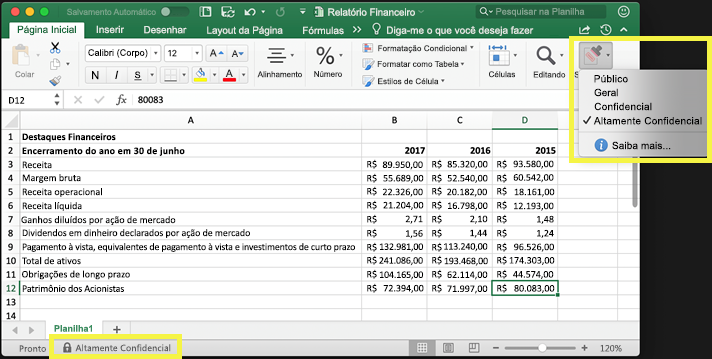 Salvamento Automático
Relatório Financeiro
Pesquisar na Planilha
Página Inicial Inserir Desenhar Layout da Página Fórmulas >> Diga-me o que você deseja fazer
Colar
Calibri (Corpo) 12 A A
N I S A
Alinhamento
% Número
Formatação Condicional
Formatar como Tabela
Estilos de Célula
Células
Editando
S
Público
Geral
Confidencial
✓ Altamente Confidencial
Saiba mais...
D12 fx 80083
A B C D
1 Destaques Financeiros
2 Encerramento do ano em 30 de junho 2017 2016 2015
3 Receita R$ 89.950,00 R$ 85.320,00 R$ 93.580,00
4 Margem bruta R$ 55.689,00 R$ 52.540,00 R$ 60.542,00
5 Receita operacional R$ 22.326,00 R$ 20.182,00 R$ 18.161,00
6 Receita líquida R$ 21.204,00 R$ 16.798,00 R$ 12.193,00
7 Ganhos diluídos por ação de mercado R$ 2,71 R$ 2,10 R$ 1,48
8 Dividendos em dinheiro declarados por ação de mercado R$ 1,56 R$ 1,44 R$ 1,24
9 Pagamento à vista, equivalentes de pagamento à vista e investimentos de curto prazo R$ 132.981,00 R$ 113.240,00 R$ 96.526,00
10 Total de ativos R$ 241.086,00 R$ 193.468,00 R$ 174.303,00
11 Obrigações de longo prazo R$ 104.165,00 R$ 62.114,00 R$ 44.574,00
12 Patrimônio dos Acionistas R$ 72.394,00 R$ 71.997,00 R$ 80.083,00
13
14
Planilha1 +
Pronto Altamente Confidencial 120%